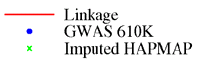 Linkage
GWAS 610K
Imputed HAPMAP